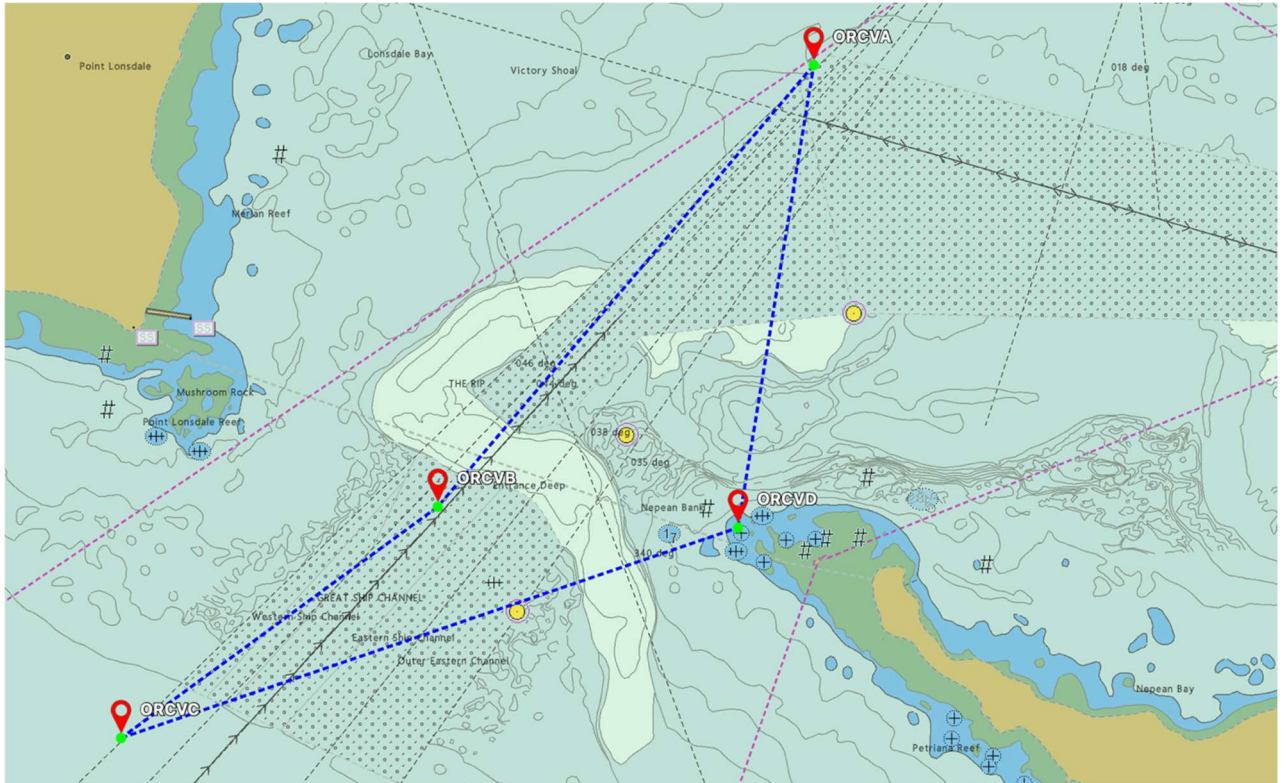 ORCVA
Lonsdale Bay
Point Lonsdale
Victory Shoal
018 deg
Merlan Reef
SS
SS
046 deg
THE RIP
Mushroom Rock
Point Lonsdale Reef
038 deg
035 deg
ORCVB
Entrance Deep
ORCVD
Nepean Bank
17
340 deg
GREAT SHIP CHANNEL
Western Ship Channel
Eastern Ship Channel
Outer Eastern Channel
Nepean Bay
ORCVC
Petriana Reef